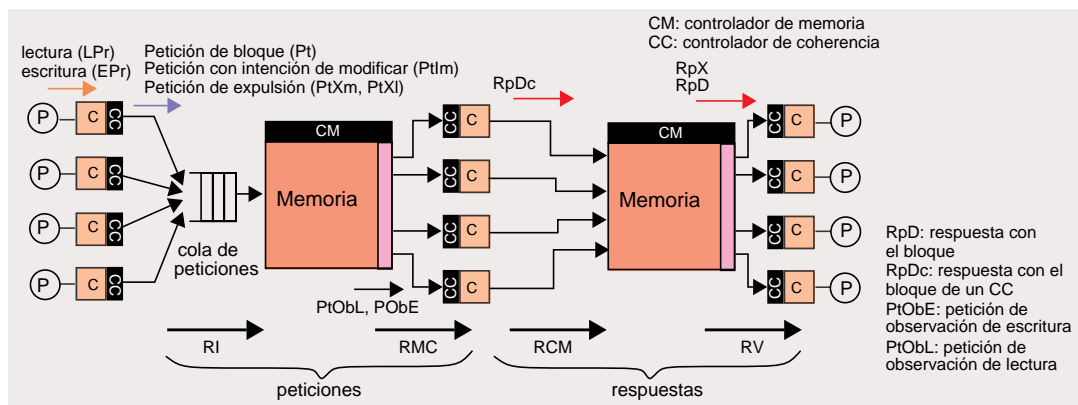 CM: controlador de memoria
CC: controlador de coherencia
lectura (LPr)
escritura (EPr)
Petición de bloque (Pt)
Petición con intención de modificar (PtIm)
Petición de expulsión (PtXm, PtXl)
RpDc
RpX
RpD
P C CC
P C CC
P C CC
P C CC
cola de
peticiones
CM
Memoria
CC C
CC C
CC C
CC C
PtObL, PObE
CM
Memoria
CC C P
CC C P
CC C P
CC C P
RpD: respuesta con
el bloque
RpDc: respuesta con el
bloque de un CC
PtObE: petición de
observación de escritura
PtObL: petición de
observación de lectura
RI
RMC
RCM
RV
peticiones
respuestas